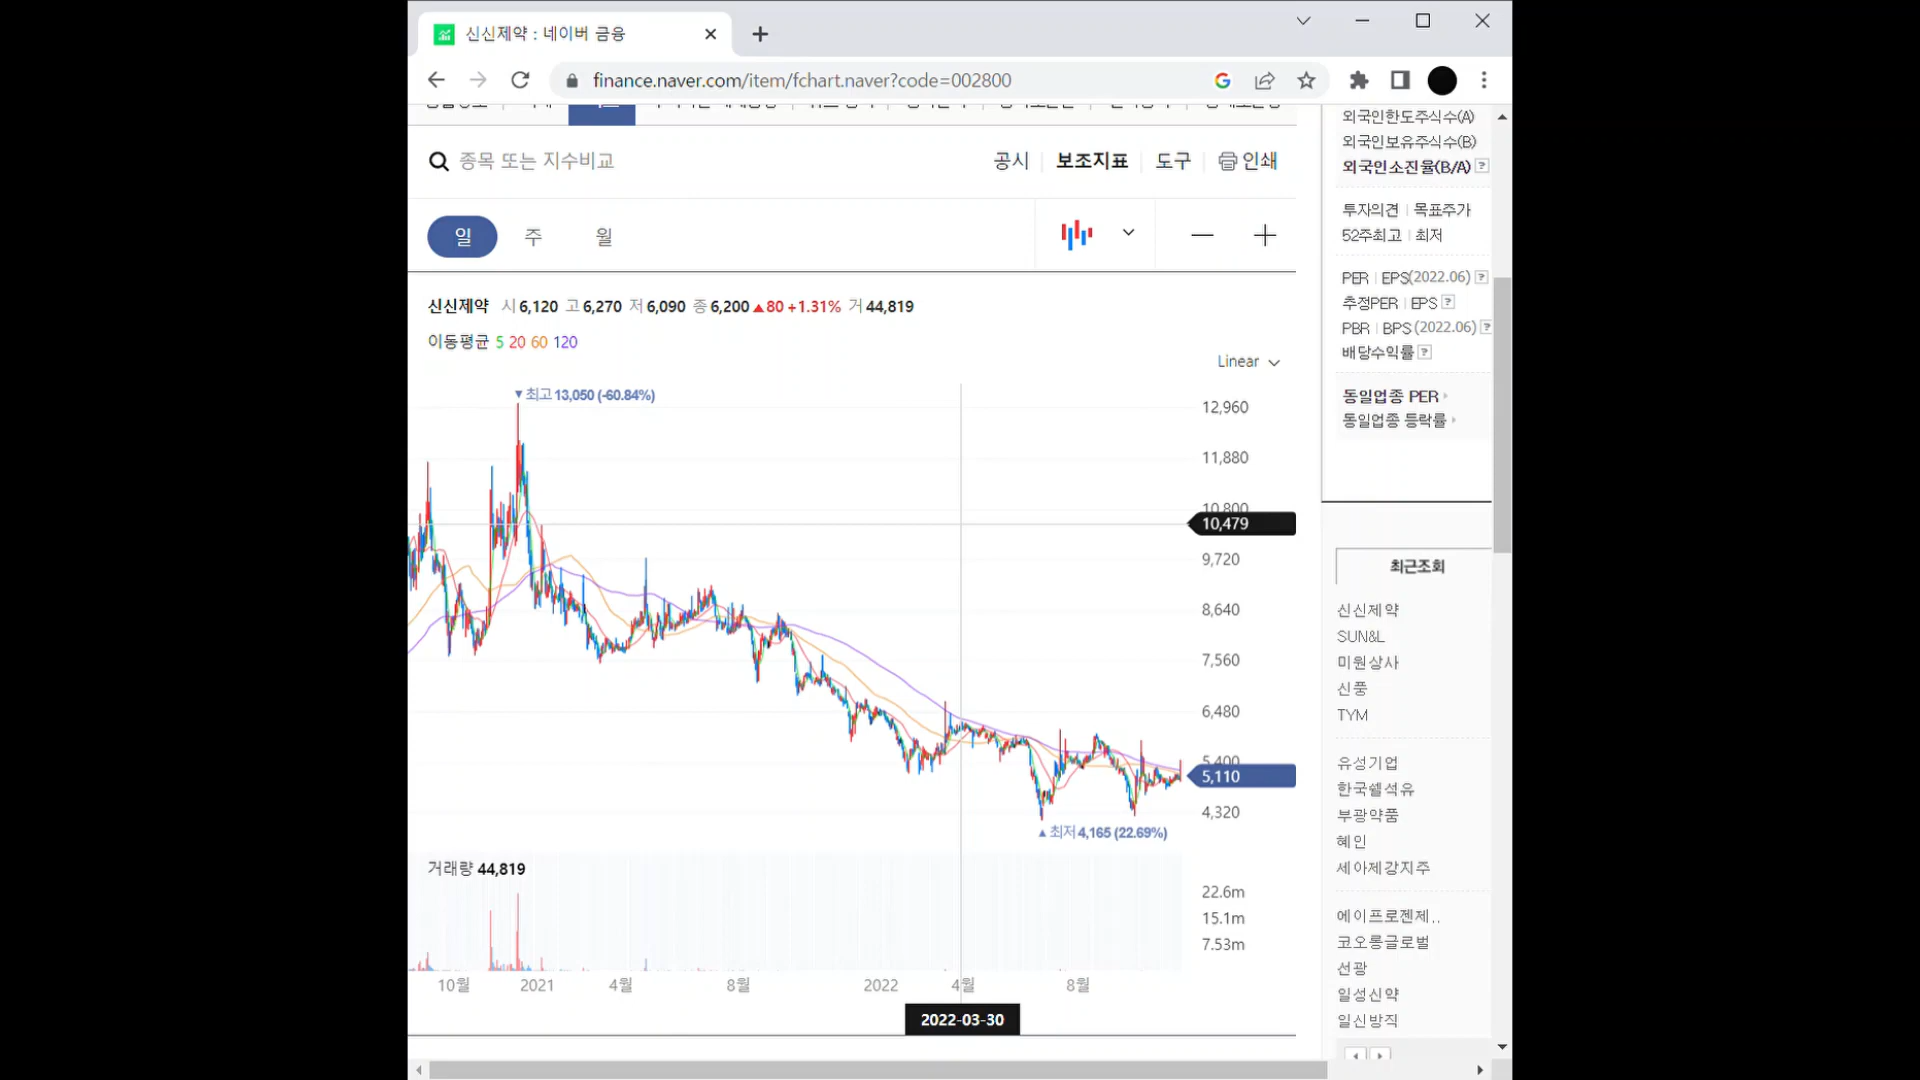 신신제약 : 네이버 금융
finance.naver.com/item/fchart.naver?code=002800
종목 또는 지수비교
공시 보조지표 도구 인쇄
일 주 월
신신제약 시 6,120 고 6,270 저 6,090 종 6,200 ▲80 +1.31% 거 44,819
이동평균 5 20 60 120
Linear
▼최고 13,050 (-60.84%)
12,960
11,880
10,800
10,479
9,720
8,640
7,560
6,480
5,400
5,110
4,320
▲최저 4,165 (22.69%)
거래량 44,819
22.6m
15.1m
7.53m
10월 2021 4월 8월 2022 4월 8월
2022-03-30
외국인한도주식수(A)
외국인보유주식수(B)
외국인소진율(B/A) ?
투자의견 | 목표주가
52주최고 | 최저
PER | EPS(2022.06) ?
추정PER | EPS ?
PBR | BPS (2022.06) ?
배당수익률 ?
동일업종 PER
동일업종 등락률
최근조회
신신제약
SUN&L
미원상사
신풍
TYM
유성기업
한국쉘석유
부광약품
혜인
세아제강지주
에이프로젠제..
코오롱글로벌
선광
일성신약
일신방직